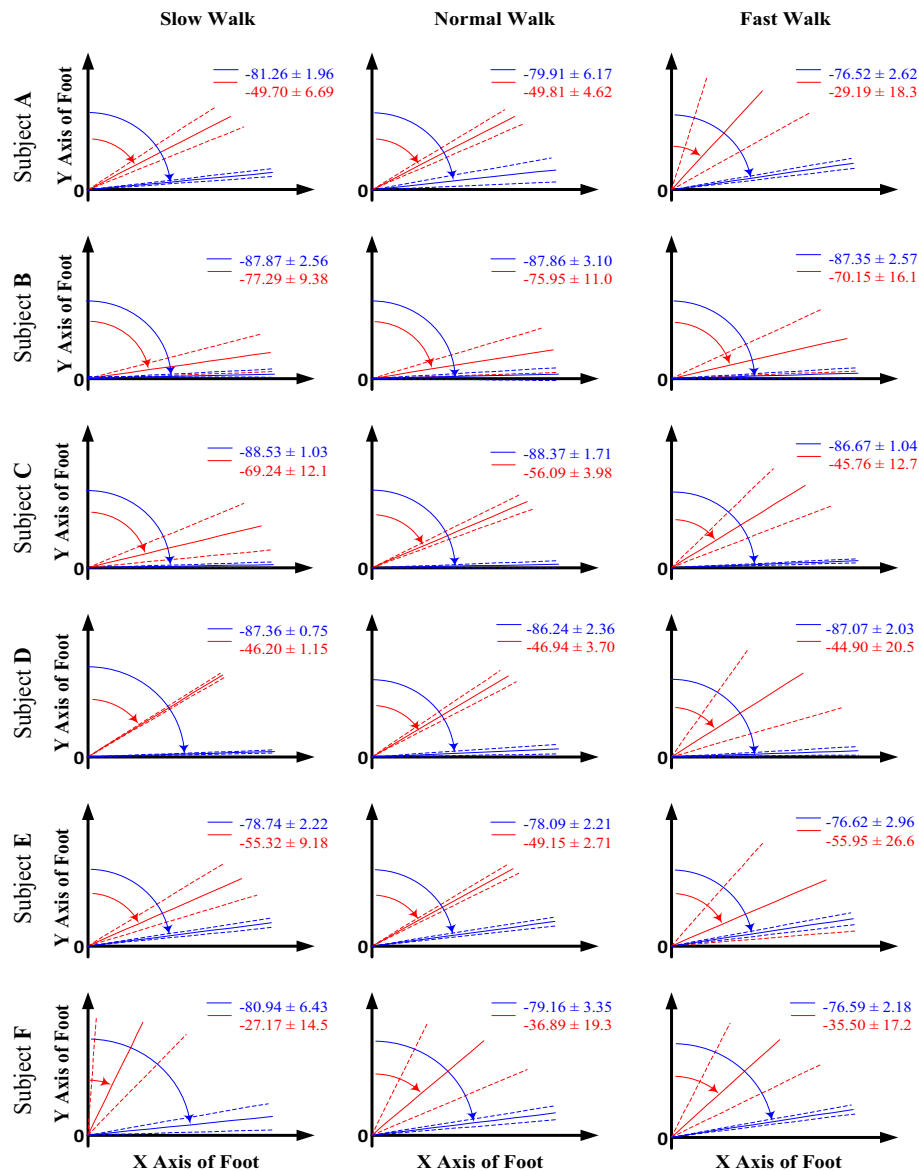 Slow Walk
Normal Walk
Fast Walk
Subject A
Y Axis of Foot
-81.26 ± 1.96
-49.70 ± 6.69
0
-79.91 ± 6.17
-49.81 ± 4.62
0
-76.52 ± 2.62
-29.19 ± 18.3
0
Subject B
Y Axis of Foot
-87.87 ± 2.56
-77.29 ± 9.38
0
-87.86 ± 3.10
-75.95 ± 11.0
0
-87.35 ± 2.57
-70.15 ± 16.1
0
Subject C
Y Axis of Foot
-88.53 ± 1.03
-69.24 ± 12.1
0
-88.37 ± 1.71
-56.09 ± 3.98
0
-86.67 ± 1.04
-45.76 ± 12.7
0
Subject D
Y Axis of Foot
-87.36 ± 0.75
-46.20 ± 1.15
0
-86.24 ± 2.36
-46.94 ± 3.70
0
-87.07 ± 2.03
-44.90 ± 20.5
0
Subject E
Y Axis of Foot
-78.74 ± 2.22
-55.32 ± 9.18
0
-78.09 ± 2.21
-49.15 ± 2.71
0
-76.62 ± 2.96
-55.95 ± 26.6
0
Subject F
Y Axis of Foot
-80.94 ± 6.43
-27.17 ± 14.5
0
-79.16 ± 3.35
-36.89 ± 19.3
0
-76.59 ± 2.18
-35.50 ± 17.2
0
X Axis of Foot
X Axis of Foot
X Axis of Foot